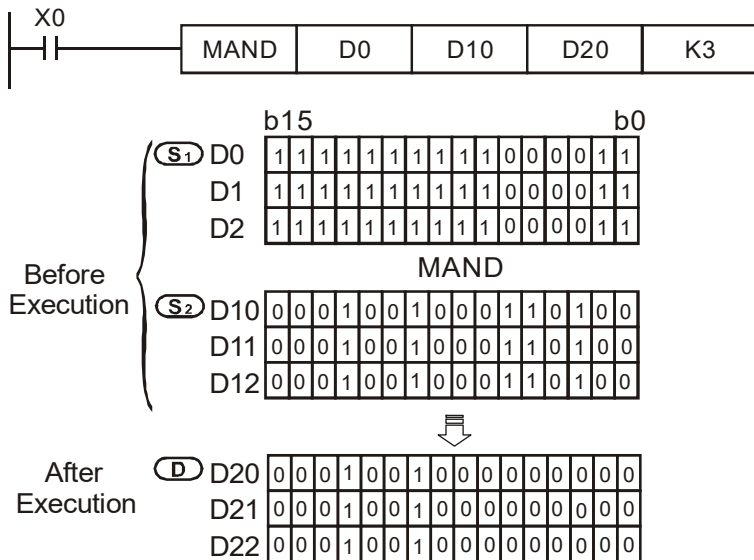 X0
MAND D0 D10 D20 K3
b15 b0
S1 D0 1 1 1 1 1 1 1 1 1 1 0 0 0 0 1 1
D1 1 1 1 1 1 1 1 1 1 1 0 0 0 0 1 1
D2 1 1 1 1 1 1 1 1 1 1 0 0 0 0 1 1
MAND
Before
Execution
S2 D10 0 0 0 1 0 0 1 0 0 0 1 1 0 1 0 0
D11 0 0 0 1 0 0 1 0 0 0 1 1 0 1 0 0
D12 0 0 0 1 0 0 1 0 0 0 1 1 0 1 0 0
After
Execution
D D20 0 0 0 1 0 0 1 0 0 0 0 0 0 0 0 0
D21 0 0 0 1 0 0 1 0 0 0 0 0 0 0 0 0
D22 0 0 0 1 0 0 1 0 0 0 0 0 0 0 0 0